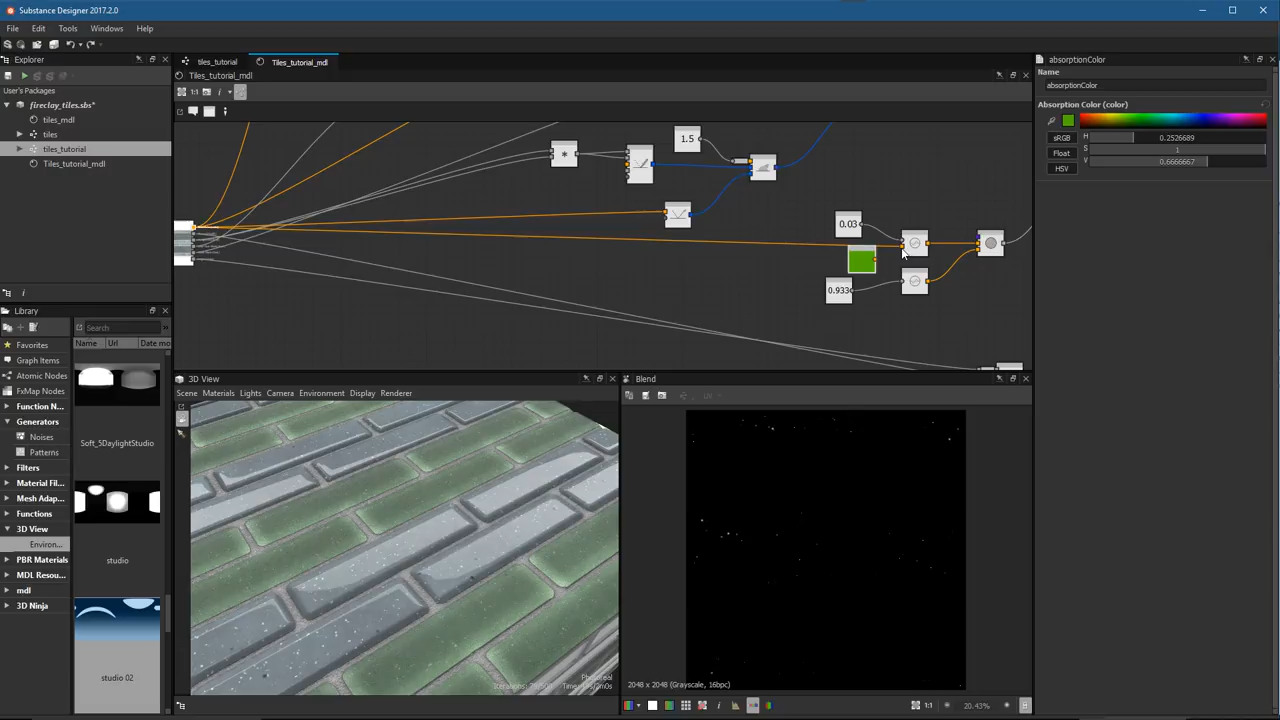 Substance Designer 2017.2.0
File Edit Tools Windows Help
Explorer
User's Packages
fireclay_tiles.sbs*
tiles_mdl
tiles
tiles_tutorial
Tiles_tutorial_mdl
Library
Search
Name Url Date mo
Favorites
Graph Items
Atomic Nodes
FxMap Nodes
Function N...
Generators
Noises
Patterns
Filters
Material Fil...
Mesh Adap...
Functions
3D View
Environ...
PBR Materials
MDL Resou...
mdl
3D Ninja
Soft_5DaylightStudio
studio
studio 02
tiles_tutorial Tiles_tutorial_mdl
Tiles_tutorial_mdl
1:1 i
1.5
*
0.03
0.933
3D View
Scene Materials Lights Camera Environment Display Renderer
Photoreal
Blend
2048 x 2048 (Grayscale, 16bpc)
1:1 20.43%
absorptionColor
Name
absorptionColor
Absorption Color (color)
sRGB H 0.2526689
Float S 1
HSV V 0.6666667